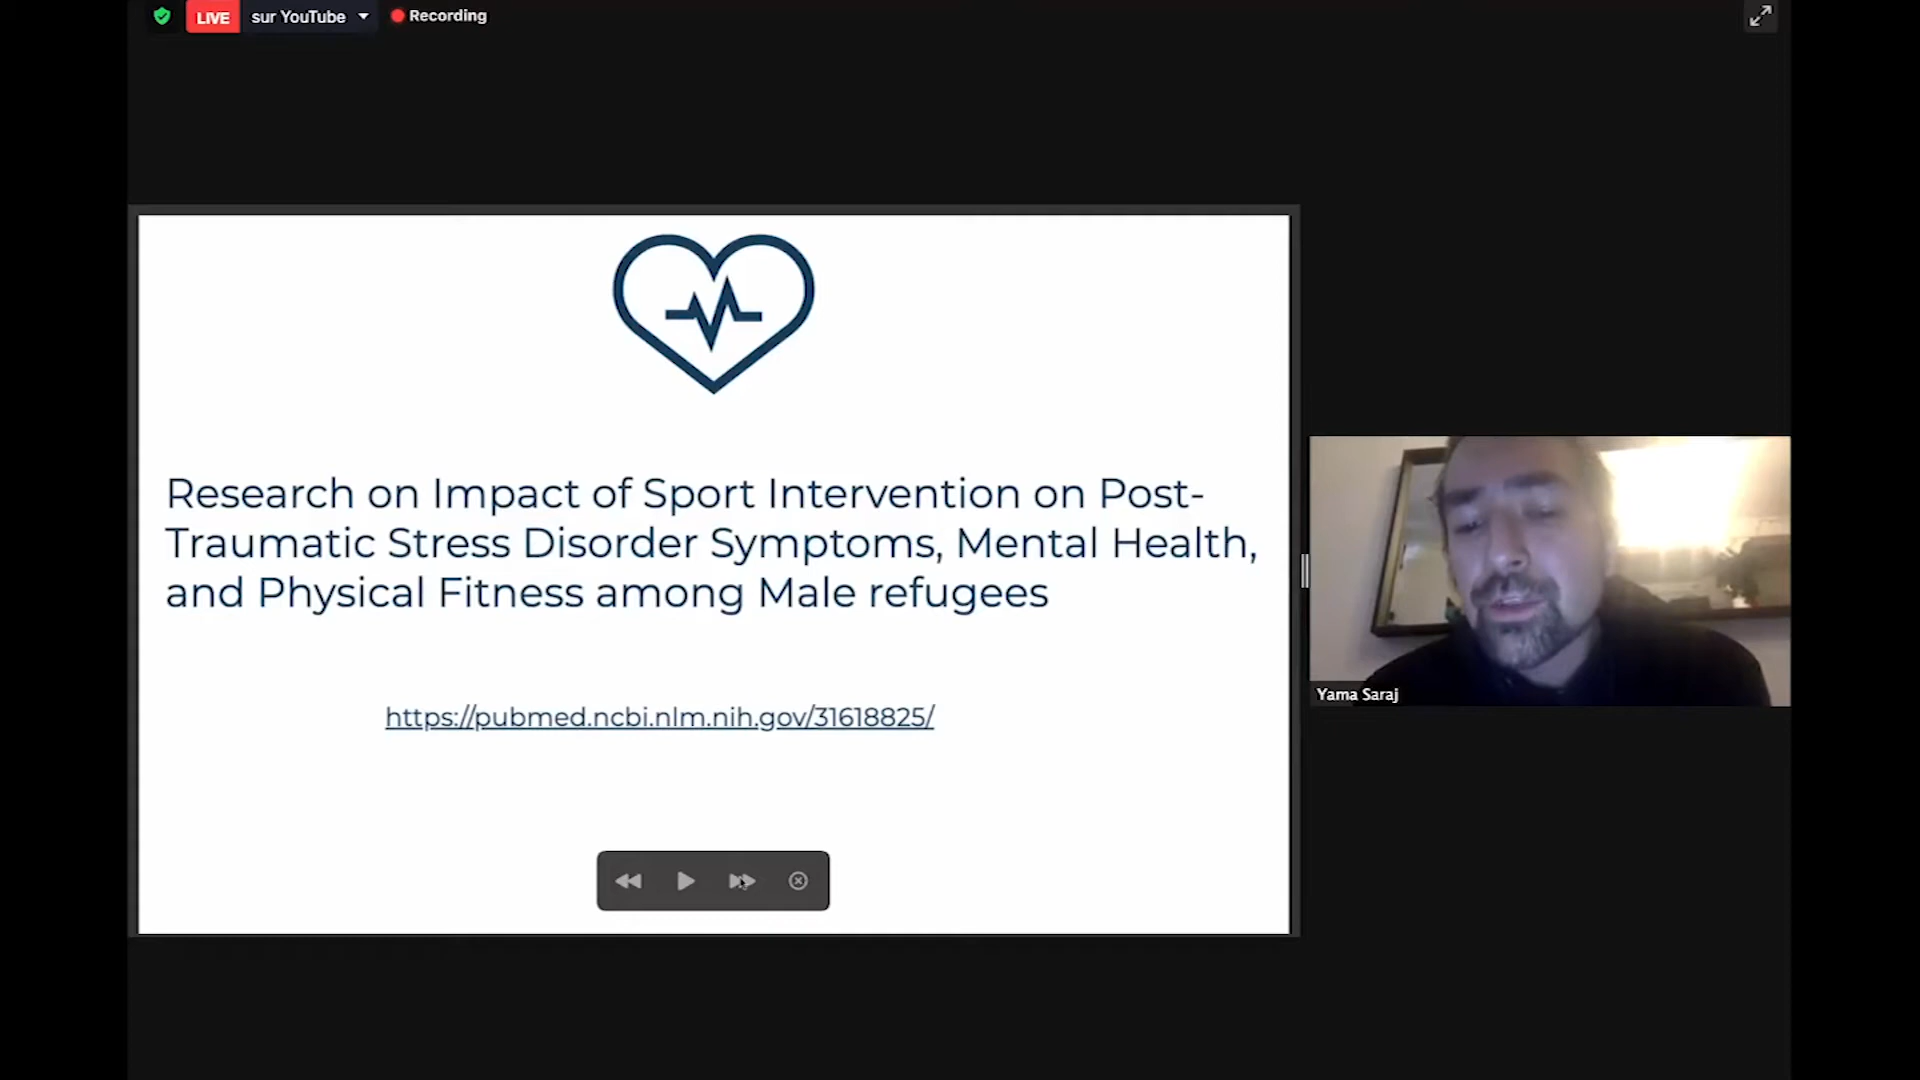 LIVE sur YouTube Recording
Research on Impact of Sport Intervention on Post-
Traumatic Stress Disorder Symptoms, Mental Health,
and Physical Fitness among Male refugees
https://pubmed.ncbi.nlm.nih.gov/31618825/
Yama Saraj